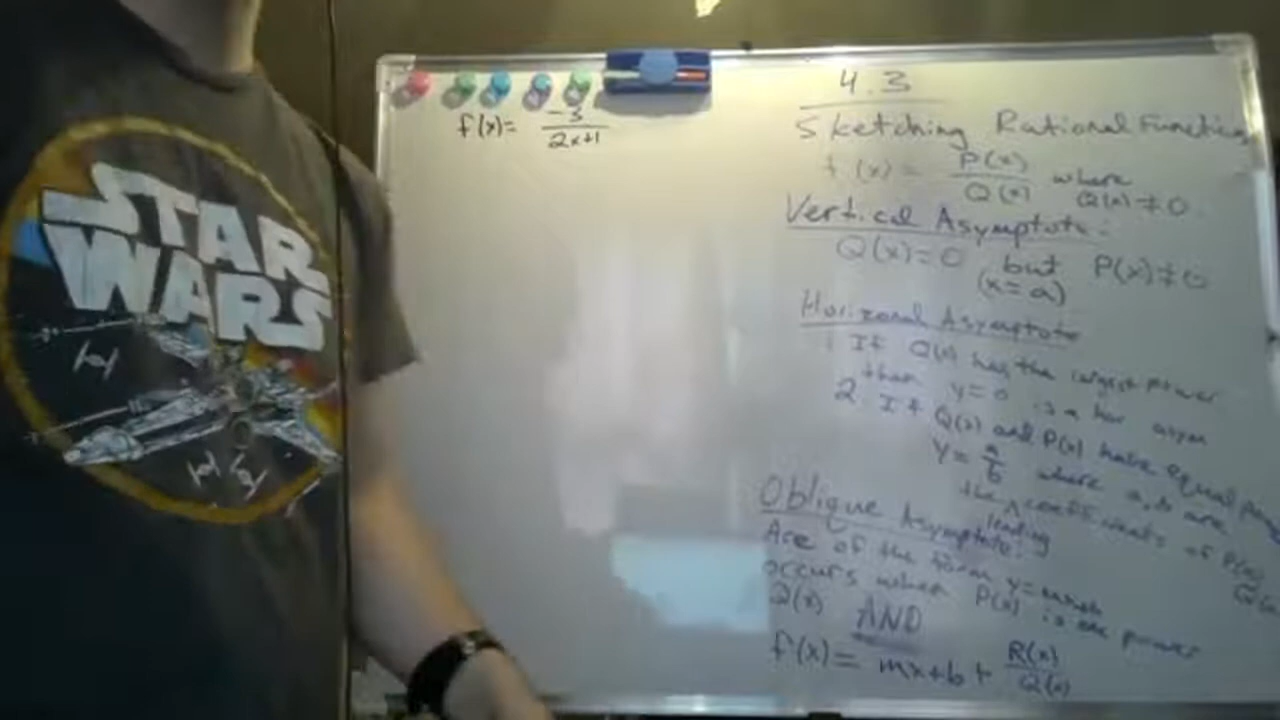 STAR
WARS
f(x)= -3/2x+1
4.3
Sketching Rational Functions
f(x) = P(x)/Q(x) where Q(x)≠0
Vertical Asymptote:
Q(x)=0 but P(x)≠0
(x=a)
Horizonal Asymptote
1 If Q(x) has the largest power
then y=0 is a hor asym
2. If Q(x) and P(x) have equal power
y= a/b where a,b are
the leading coefficients of P(x)
Q(x)
Oblique Asymptote:
Are of the form y=mx+b
occurs when P(x) is one power
Q(x) AND
f(x)= mx+b+ R(x)/Q(x)